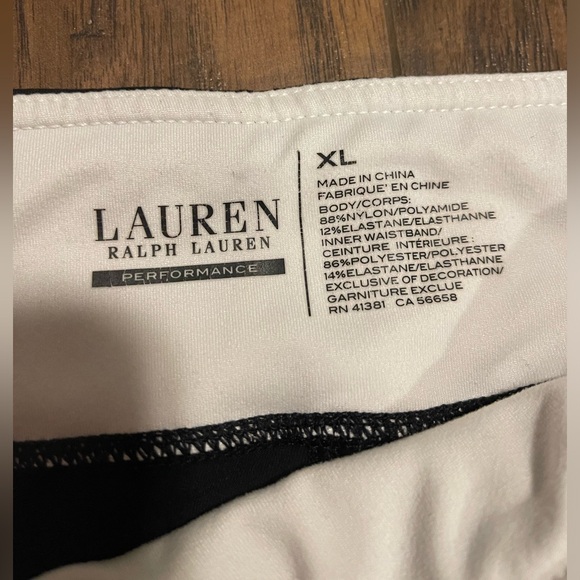 LAUREN
RALPH LAUREN
PERFORMANCE
XL
MADE IN CHINA
FABRIQUE' EN CHINE
BODY/CORPS:
88%NYLON/POLYAMIDE
12%ELASTANE/ELASTHANNE
INNER WAISTBAND/
CEINTURE INTÉRIEURE :
86%POLYESTER/POLYESTER
14%ELASTANE/ELASTHANNE
EXCLUSIVE OF DECORATION/
GARNITURE EXCLUE
RN 41381 CA 56658